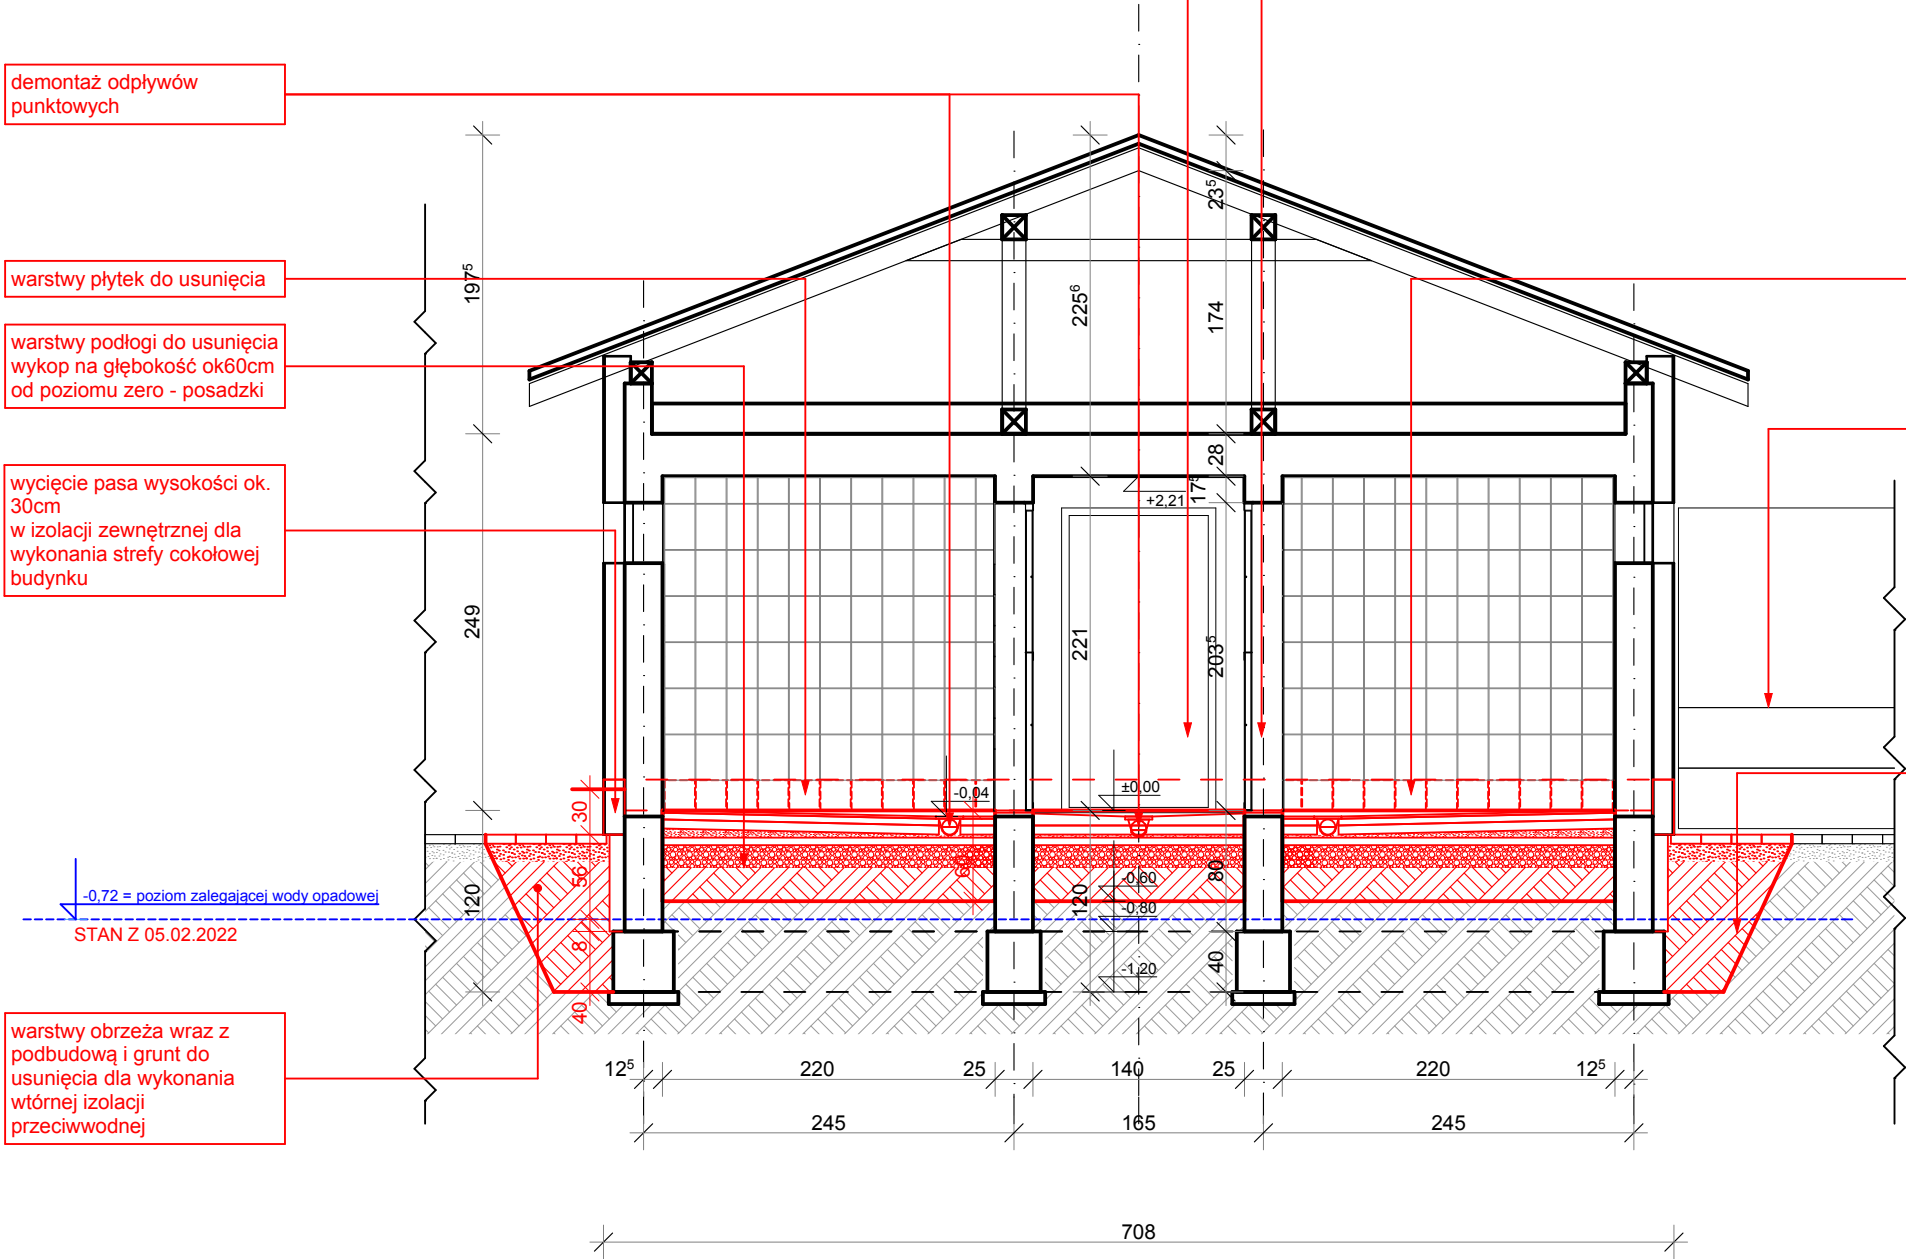 demontaż odpływów
punktowych
warstwy płytek do usunięcia
warstwy podłogi do usunięcia
wykop na głębokość ok60cm
od poziomu zero - posadzki
wycięcie pasa wysokości ok.
30cm
w izolacji zewnętrznej dla
wykonania strefy cokołowej
budynku
-0,72 = poziom zalegającej wody opadowej
STAN Z 05.02.2022
warstwy obrzeża wraz z
podbudową i grunt do
usunięcia dla wykonania
wtórnej izolacji
przeciwwodnej
197⁵
249
120
30
56
8
40
225⁶
221
120
23⁵
174
28
17⁵
203⁵
80
40
60
+2,21
-0,04
±0,00
-0,60
-0,80
-1,20
12⁵ 220 25 140 25 220 12⁵
245 165 245
708